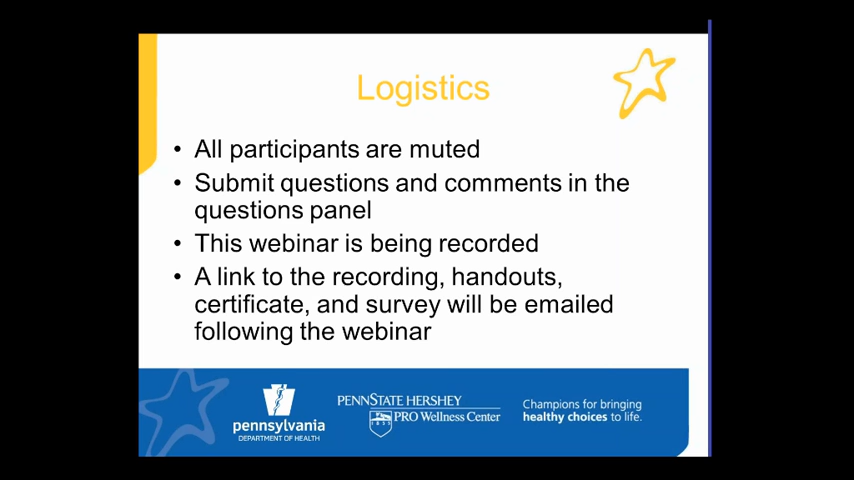 Logistics
• All participants are muted
• Submit questions and comments in the
questions panel
• This webinar is being recorded
• A link to the recording, handouts,
certificate, and survey will be emailed
following the webinar
pennsylvania
DEPARTMENT OF HEALTH
PENNSTATE HERSHEY
PRO Wellness Center
1855
Champions for bringing
healthy choices to life.